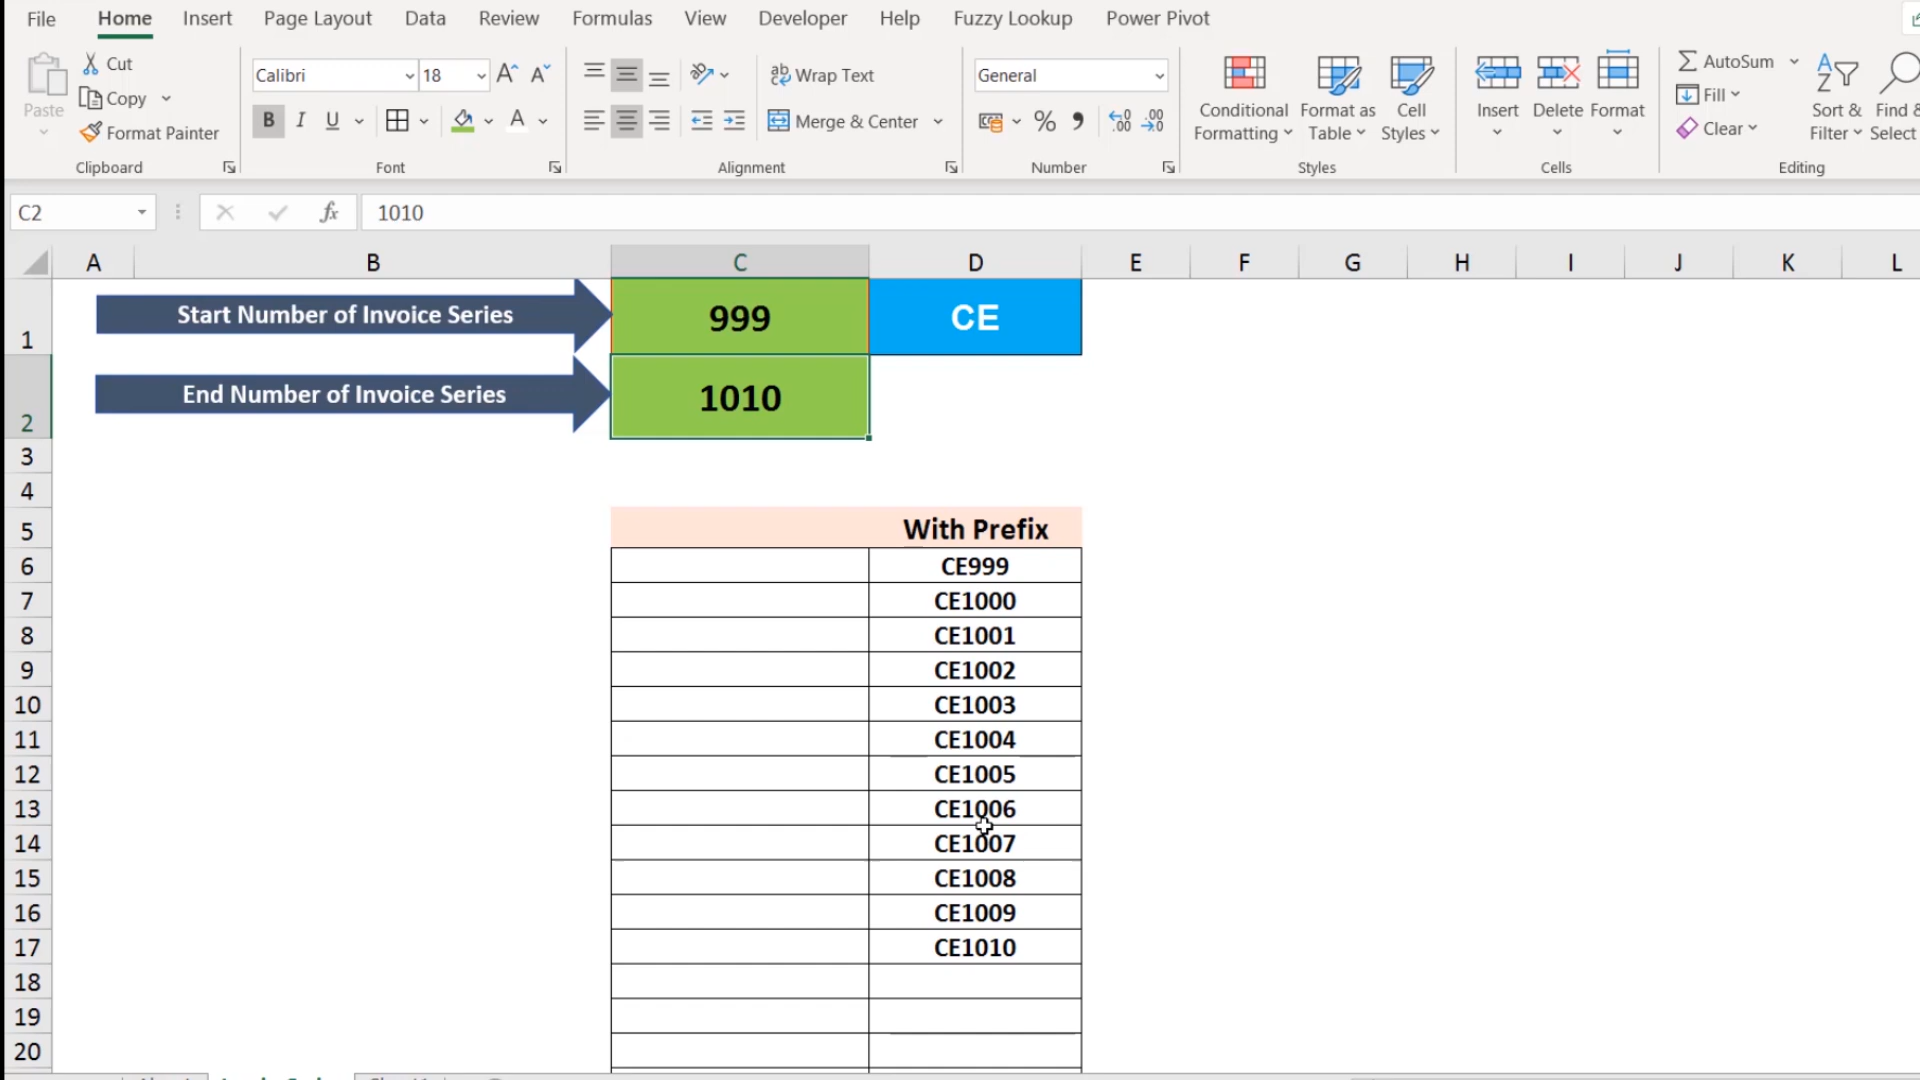 File Home Insert Page Layout Data Review Formulas View Developer Help Fuzzy Lookup Power Pivot
Paste
Cut
Copy
Format Painter
Clipboard
Calibri 18 A A
B I U A
Font
Wrap Text
Merge & Center
Alignment
General
%
Number
Conditional Formatting
Format as Table
Cell Styles
Styles
Insert Delete Format
Cells
AutoSum
Fill
Clear
Sort & Filter
Find & Select
Editing
C2 fx 1010
A B C D E F G H I J K L
1 Start Number of Invoice Series 999 CE
2 End Number of Invoice Series 1010
3
4
5 With Prefix
6 CE999
7 CE1000
8 CE1001
9 CE1002
10 CE1003
11 CE1004
12 CE1005
13 CE1006
14 CE1007
15 CE1008
16 CE1009
17 CE1010
18
19
20